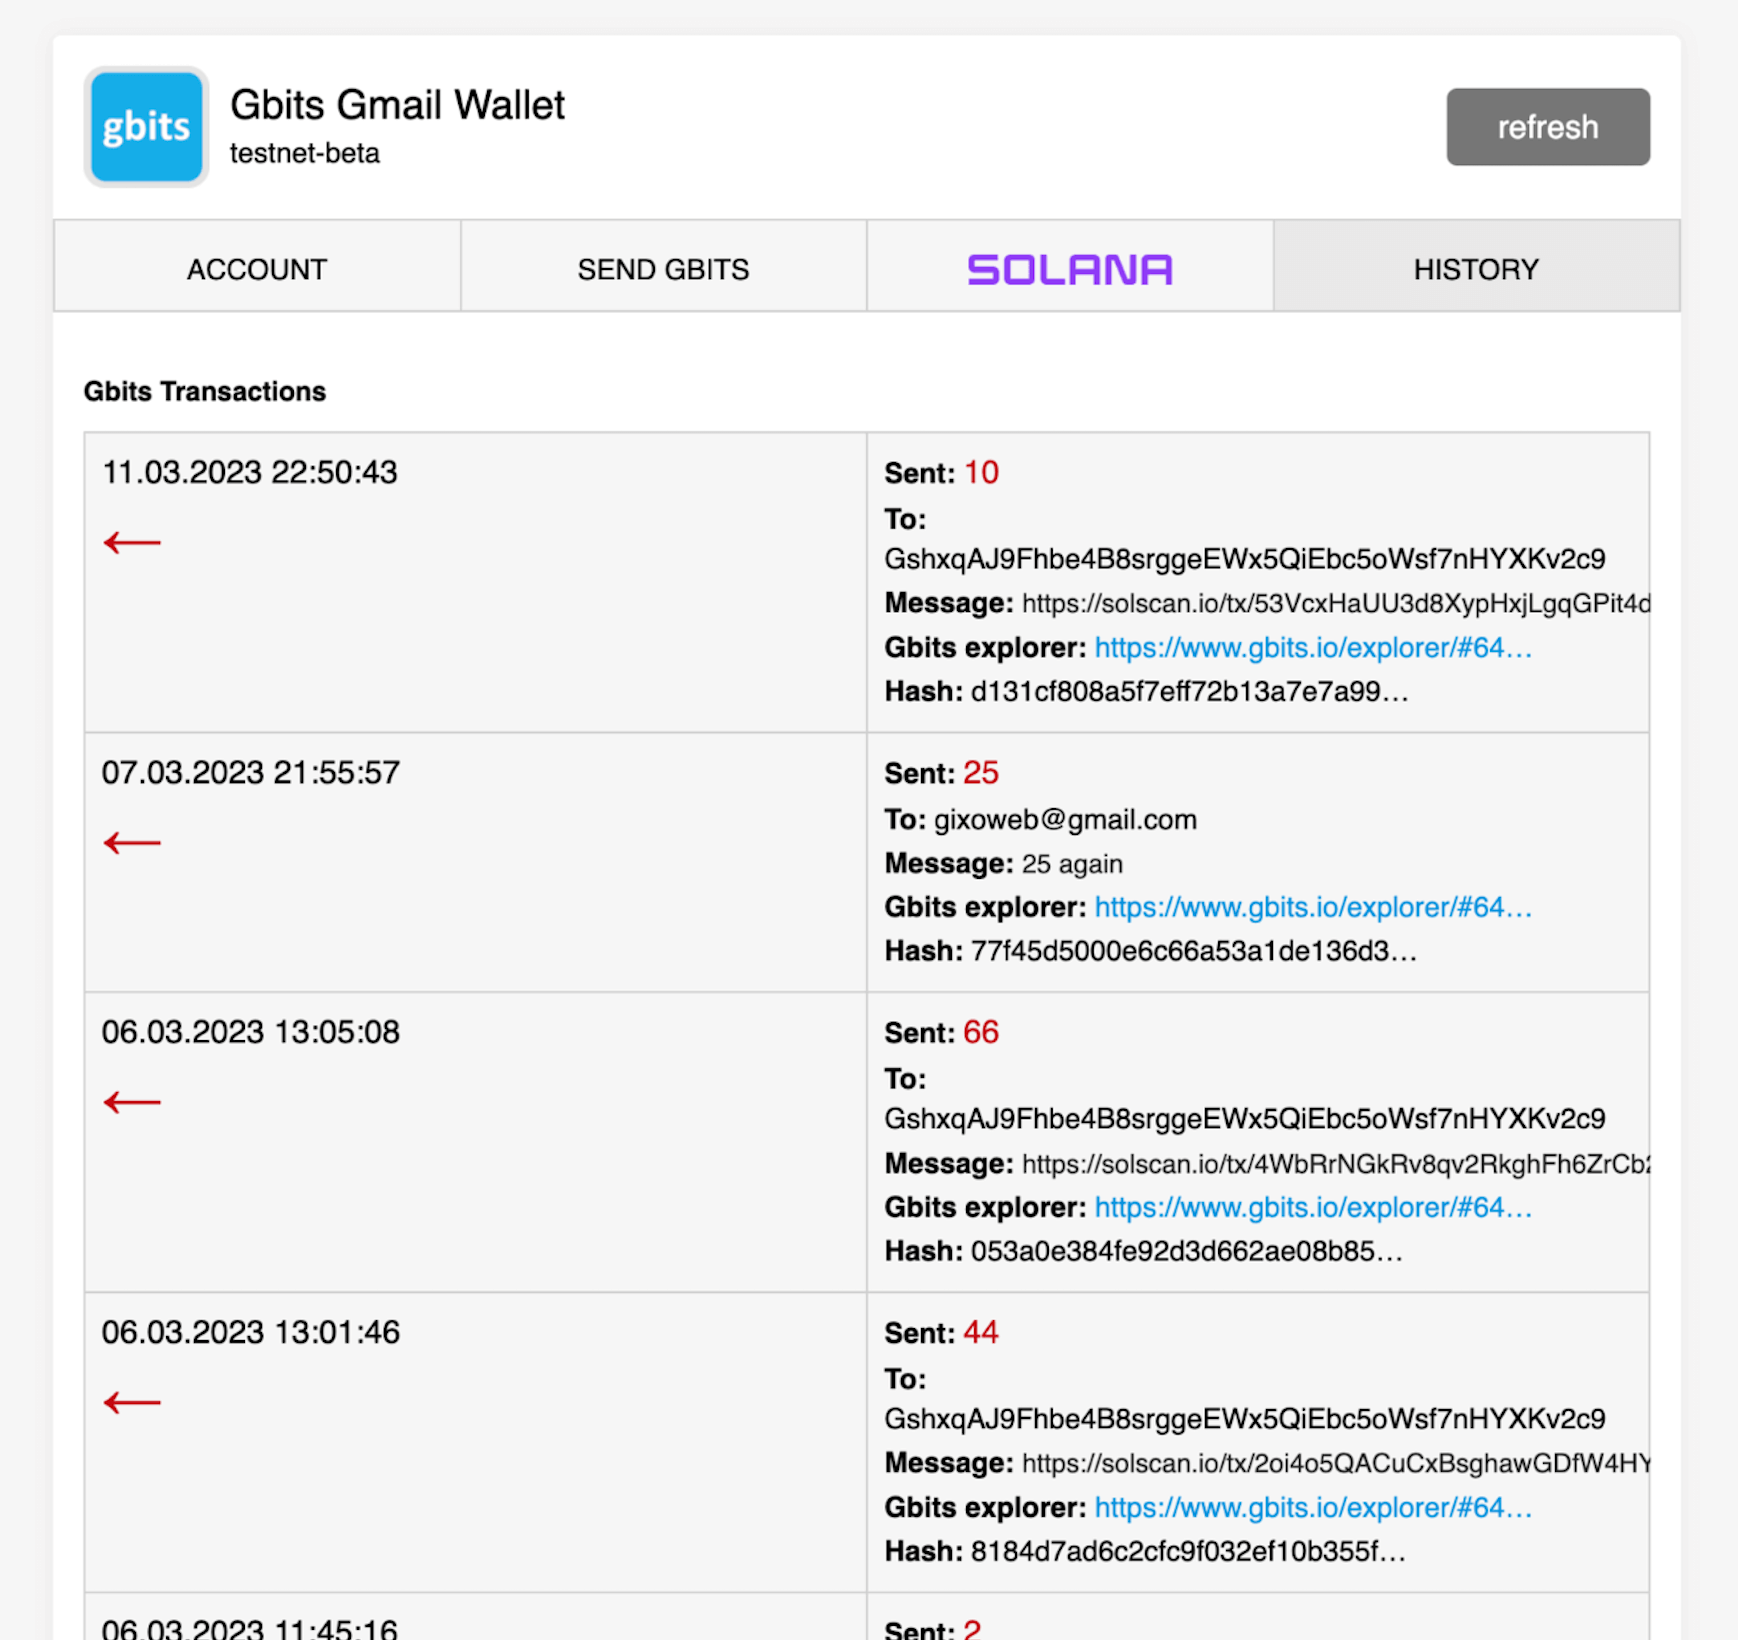 gbits
Gbits Gmail Wallet
testnet-beta
refresh
ACCOUNT
SEND GBITS
SOLANA
HISTORY
Gbits Transactions
11.03.2023 22:50:43
←
Sent: 10
To:
GshxqAJ9Fhbe4B8srggeEWx5QiEbc5oWsf7nHYXKv2c9
Message: https://solscan.io/tx/53VcxHaUU3d8XypHxjLgqGPit4d
Gbits explorer: https://www.gbits.io/explorer/#64…
Hash: d131cf808a5f7eff72b13a7e7a99…
07.03.2023 21:55:57
←
Sent: 25
To: gixoweb@gmail.com
Message: 25 again
Gbits explorer: https://www.gbits.io/explorer/#64…
Hash: 77f45d5000e6c66a53a1de136d3…
06.03.2023 13:05:08
←
Sent: 66
To:
GshxqAJ9Fhbe4B8srggeEWx5QiEbc5oWsf7nHYXKv2c9
Message: https://solscan.io/tx/4WbRrNGkRv8qv2RkghFh6ZrCb2
Gbits explorer: https://www.gbits.io/explorer/#64…
Hash: 053a0e384fe92d3d662ae08b85…
06.03.2023 13:01:46
←
Sent: 44
To:
GshxqAJ9Fhbe4B8srggeEWx5QiEbc5oWsf7nHYXKv2c9
Message: https://solscan.io/tx/2oi4o5QACuCxBsghawGDfW4HY
Gbits explorer: https://www.gbits.io/explorer/#64…
Hash: 8184d7ad6c2cfc9f032ef10b355f…
06.03.2023 11:45:16
Sent: 2